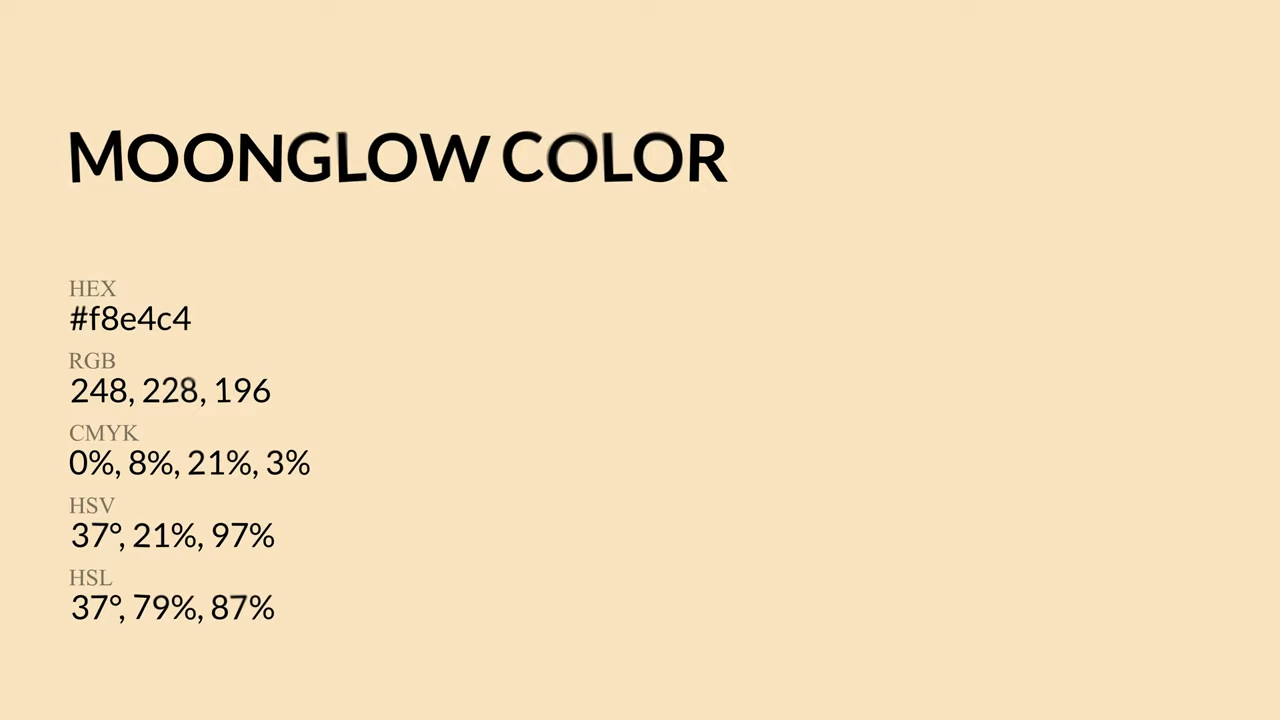 MOONGLOW COLOR
HEX
#f8e4c4
RGB
248, 228, 196
CMYK
0%, 8%, 21%, 3%
HSV
37°, 21%, 97%
HSL
37°, 79%, 87%